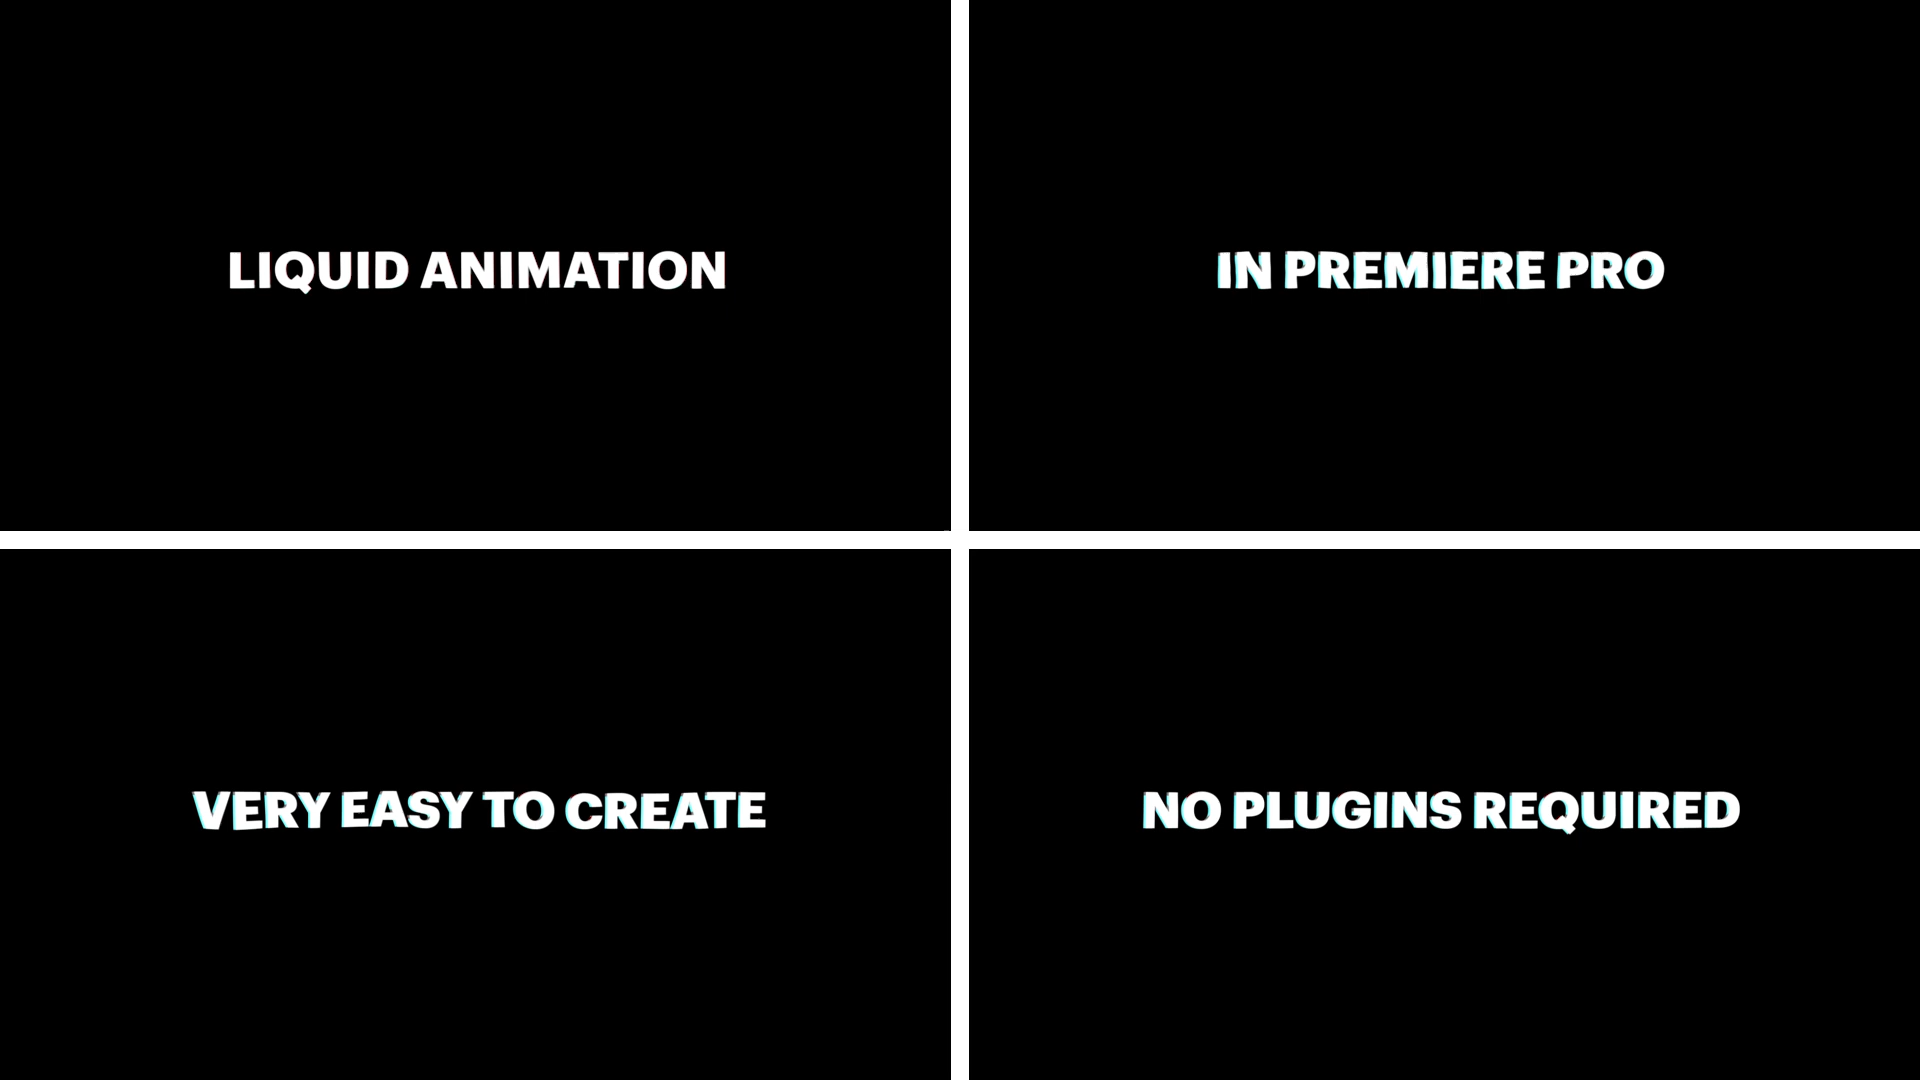 LIQUID ANIMATION
IN PREMIERE PRO
VERY EASY TO CREATE
NO PLUGINS REQUIRED